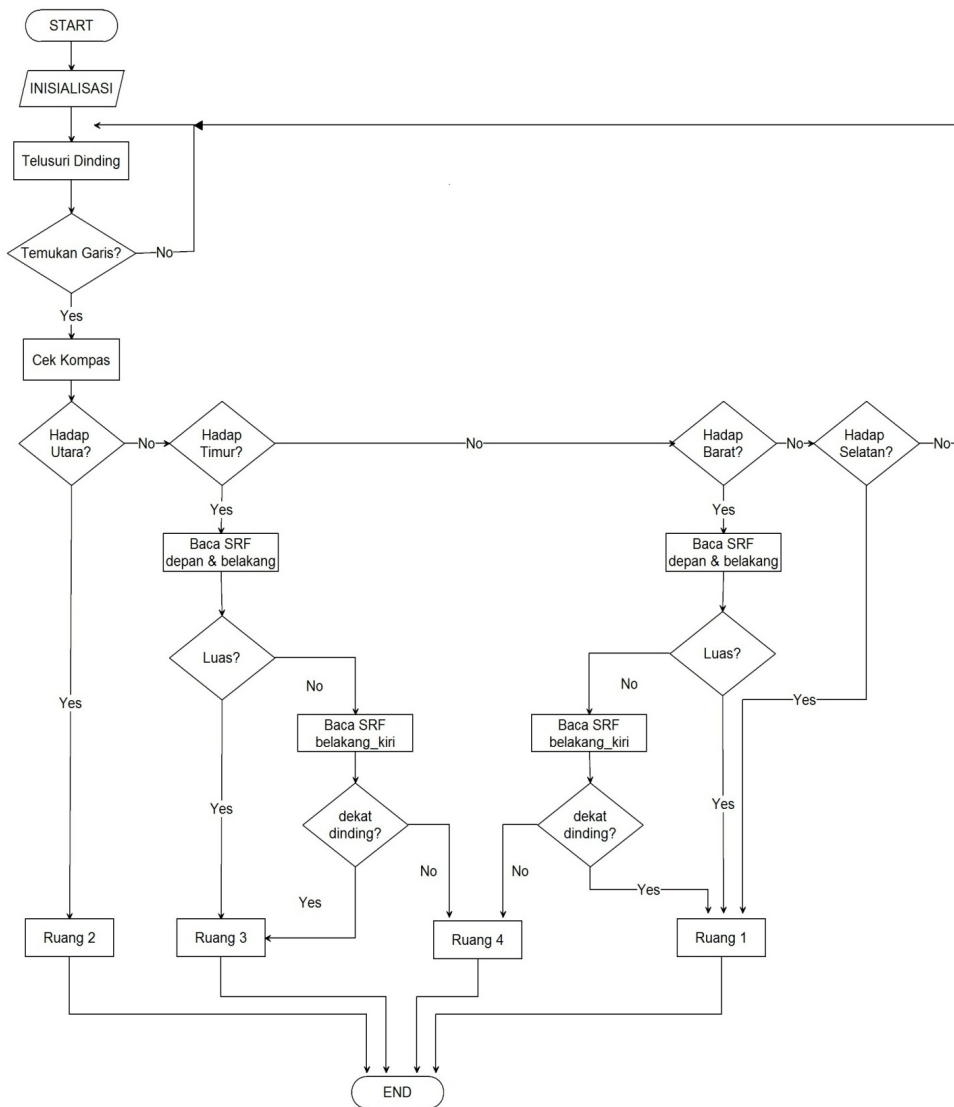 START
INISIALISASI
Telusuri Dinding
Temukan Garis?
No
Yes
Cek Kompas
Hadap
Utara?
No
Hadap
Timur?
No
Hadap
Barat?
No
Hadap
Selatan?
No
Yes
Yes
Baca SRF
depan & belakang
Baca SRF
depan & belakang
Luas?
Luas?
No
No
Yes
Yes
Baca SRF
belakang_kiri
Baca SRF
belakang_kiri
Yes
Yes
dekat
dinding?
dekat
dinding?
No
No
Yes
Yes
Ruang 2
Ruang 3
Ruang 4
Ruang 1
END